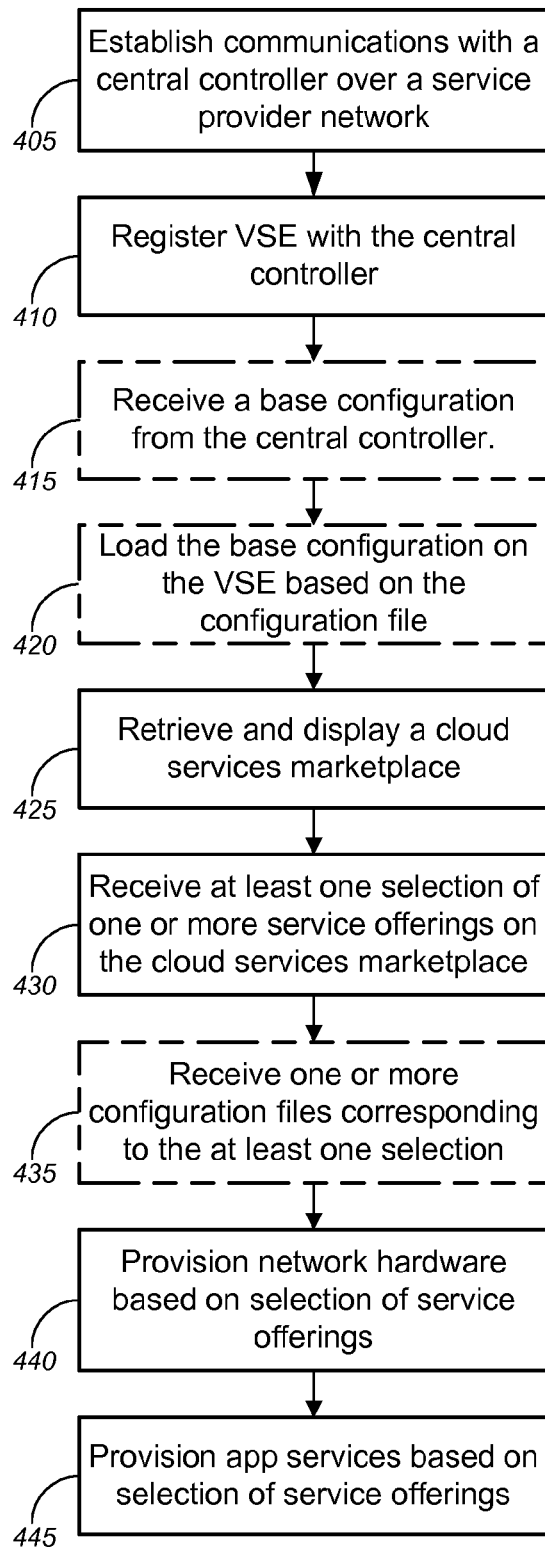 Establish communications with a
central controller over a service
provider network
405
Register VSE with the central
controller
410
Receive a base configuration
from the central controller.
415
Load the base configuration on
the VSE based on the
configuration file
420
Retrieve and display a cloud
services marketplace
425
Receive at least one selection of
one or more service offerings on
the cloud services marketplace
430
Receive one or more
configuration files corresponding
to the at least one selection
435
Provision network hardware
based on selection of service
offerings
440
Provision app services based on
selection of service offerings
445